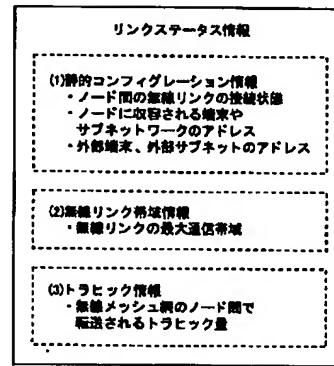 リンクステータス情報
(1)静的コンフィグレーション情報
・ノード間の無線リンクの接続状態
・ノードに収容される端末や
サブネットワークのアドレス
・外部端末、外部サブネットのアドレス
(2)無線リンク帯域情報
・無線リンクの最大通信帯域
(3)トラヒック情報
・無線メッシュ網のノード間で
転送されるトラヒック量